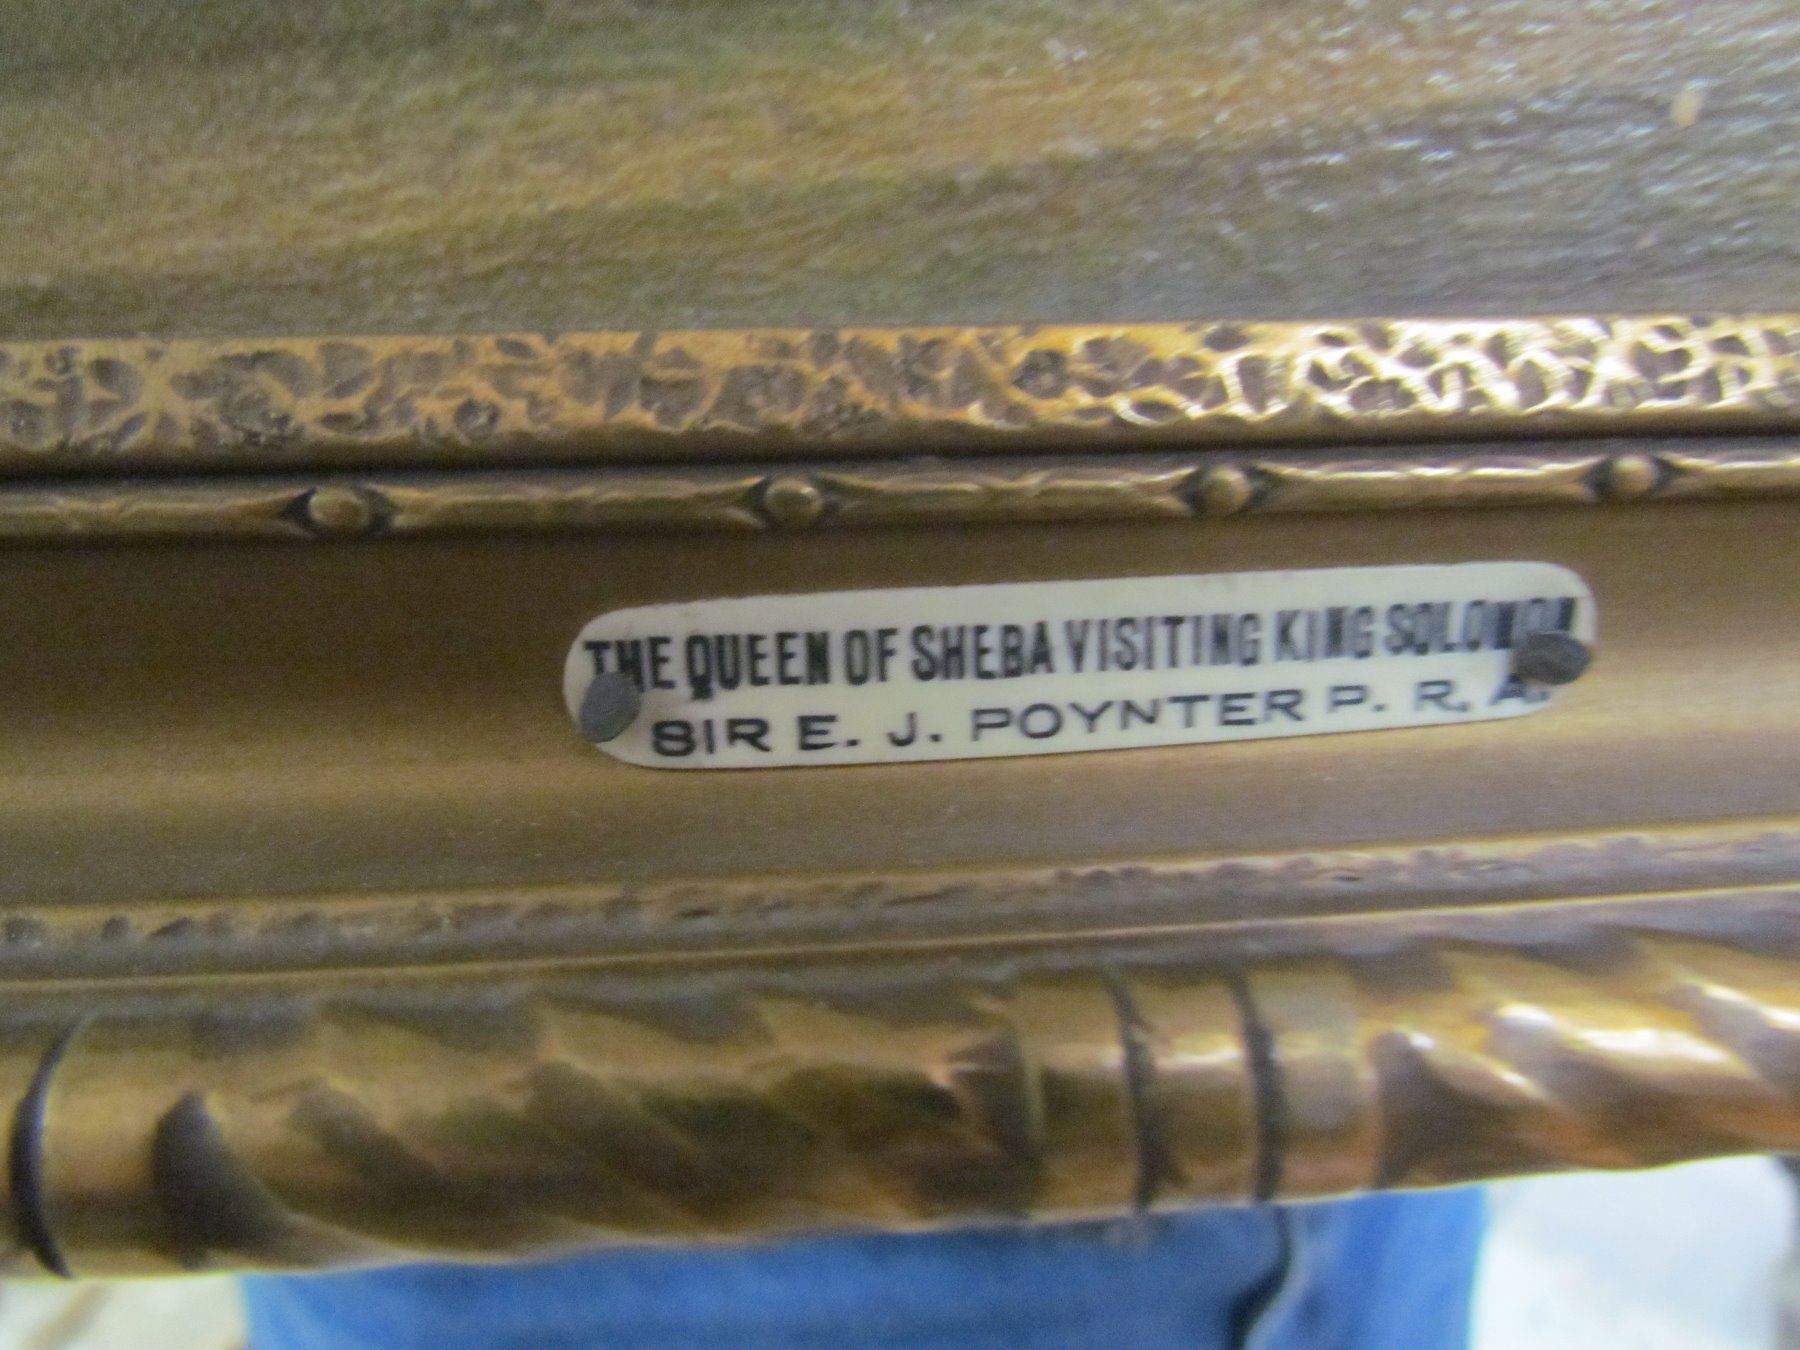 THE QUEEN OF SHEBA VISITING KING SOLOMON
SIR E. J. POYNTER P. R. A.